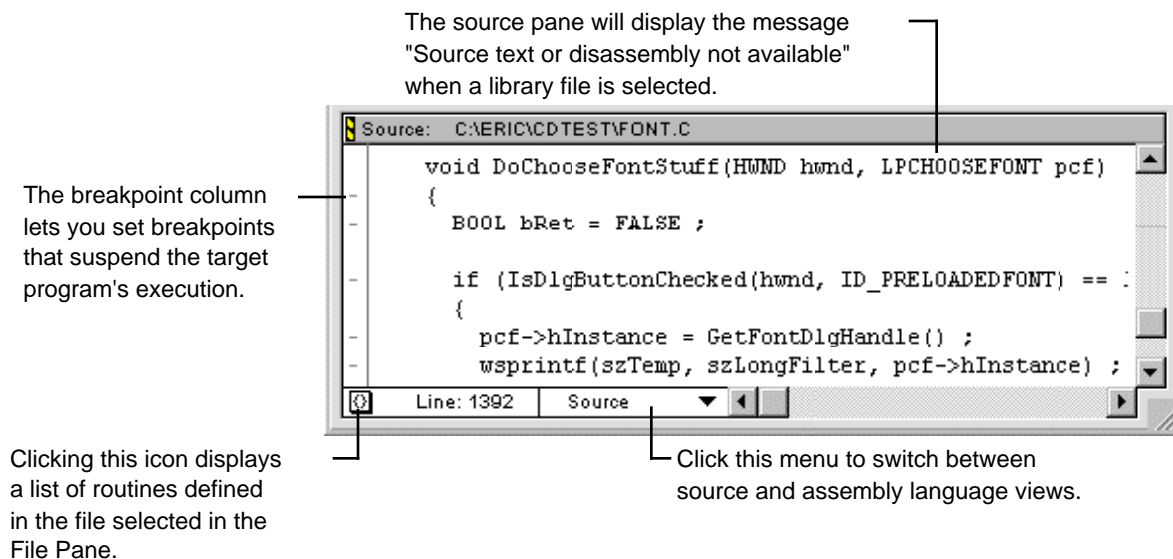 The source pane will display the message
"Source text or disassembly not available"
when a library file is selected.
Source: C:\ERIC\CDTEST\FONT.C
void DoChooseFontStuff(HWND hwnd, LPCHOOSEFONT pcf)
{
BOOL bRet = FALSE ;
if (IsDlgButtonChecked(hwnd, ID_PRELOADEDFONT) ==
{
pcf->hInstance = GetFontDlgHandle() ;
wsprintf(szTemp, szLongFilter, pcf->hInstance) ;
{} Line: 1392 Source
The breakpoint column
lets you set breakpoints
that suspend the target
program's execution.
Clicking this icon displays
a list of routines defined
in the file selected in the
File Pane.
Click this menu to switch between
source and assembly language views.